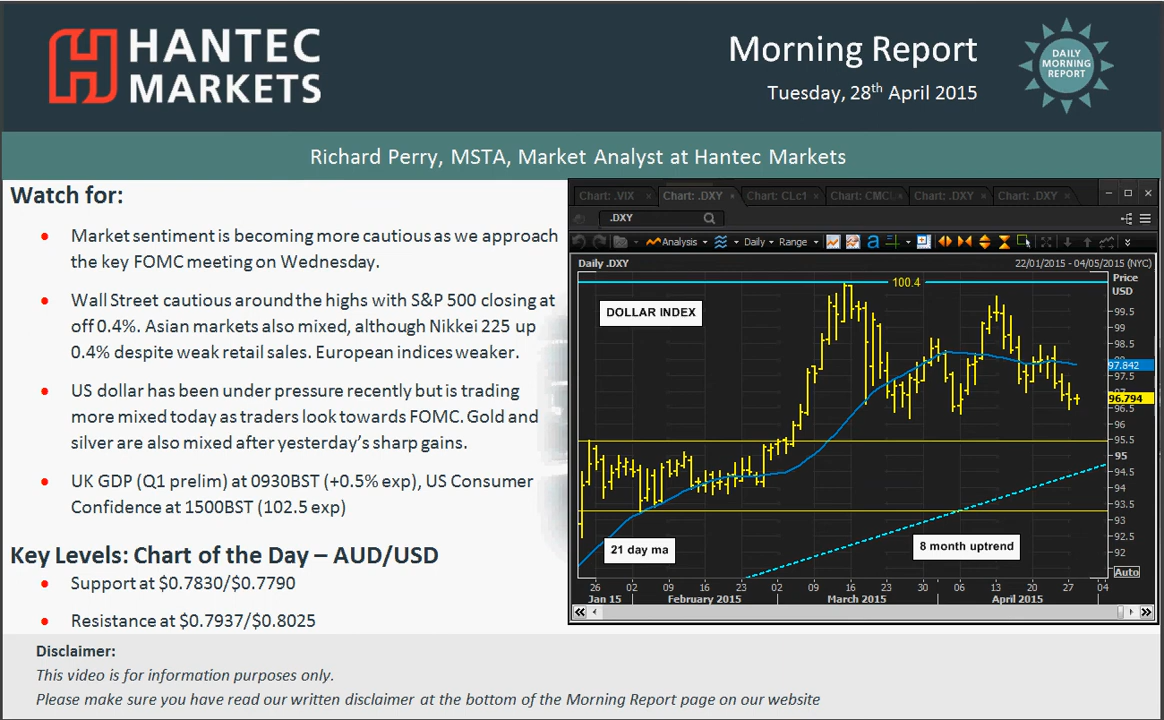 HANTEC
MARKETS
Morning Report
Tuesday, 28th April 2015
DAILY
MORNING
REPORT
Richard Perry, MSTA, Market Analyst at Hantec Markets
Watch for:
Market sentiment is becoming more cautious as we approach
the key FOMC meeting on Wednesday.
Wall Street cautious around the highs with S&P 500 closing at
off 0.4%. Asian markets also mixed, although Nikkei 225 up
0.4% despite weak retail sales. European indices weaker.
US dollar has been under pressure recently but is trading
more mixed today as traders look towards FOMC. Gold and
silver are also mixed after yesterday's sharp gains.
UK GDP (Q1 prelim) at 0930BST (+0.5% exp), US Consumer
Confidence at 1500BST (102.5 exp)
Key Levels: Chart of the Day – AUD/USD
Support at $0.7830/$0.7790
Resistance at $0.7937/$0.8025
Chart: .VIX Chart: .DXY Chart: CLc1 Chart: CMCL Chart: .DXY Chart: .DXY
.DXY
Analysis Daily Range
Daily .DXY 22/01/2015 - 04/05/2015 (NYC)
Price
USD
100.4
DOLLAR INDEX
99.5
99
98.5
98
97.842
97.5
97
96.794
96.5
96
95.5
95
94.5
94
93.5
93
92.5
92
Auto
21 day ma
8 month uptrend
26 02 09 16 23 02 09 16 23 30 06 13 20 27 04
Jan 15 February 2015 March 2015 April 2015
Disclaimer:
This video is for information purposes only.
Please make sure you have read our written disclaimer at the bottom of the Morning Report page on our website